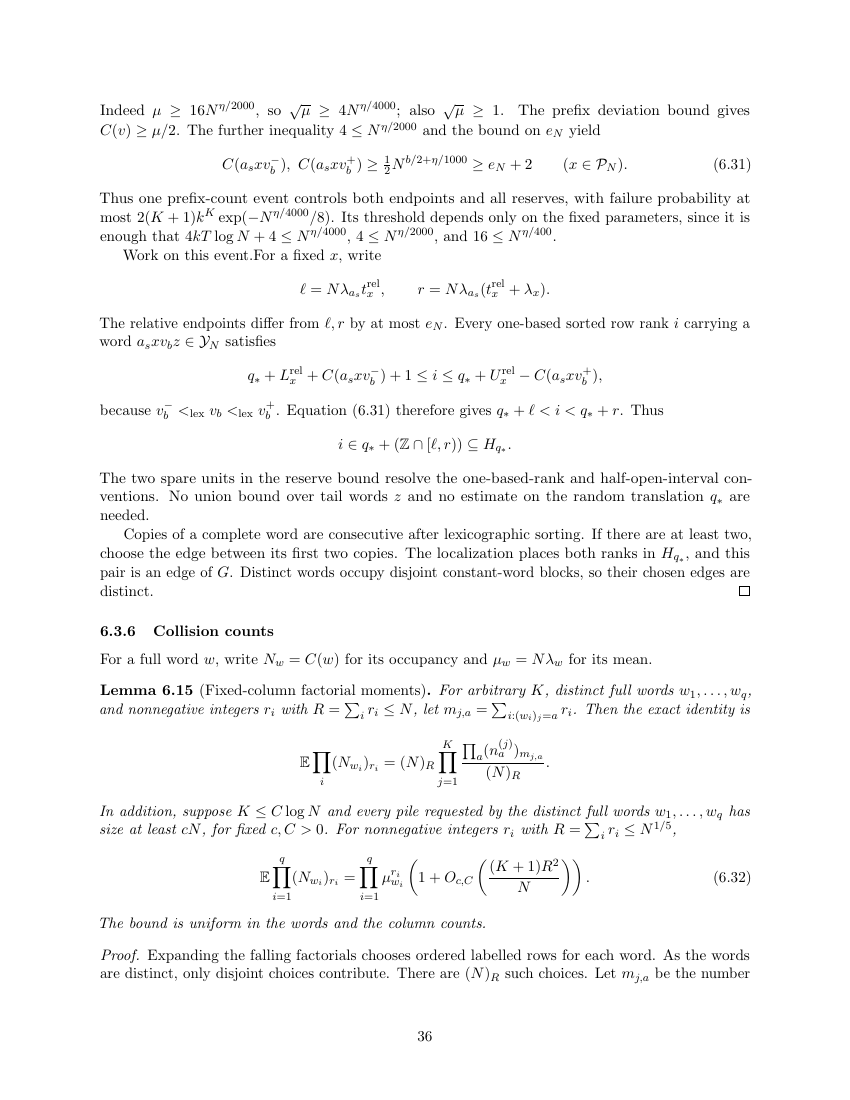 Indeed μ ≥ 16N^{η/2000}, so √μ ≥ 4N^{η/4000}; also √μ ≥ 1. The prefix deviation bound gives
C(v) ≥ μ/2. The further inequality 4 ≤ N^{η/2000} and the bound on e_N yield
C(a_s x v_b^−), C(a_s x v_b^+) ≥ ½N^{b/2+η/1000} ≥ e_N + 2 (x ∈ 𝒫_N). (6.31)
Thus one prefix-count event controls both endpoints and all reserves, with failure probability at
most 2(K + 1)k^K exp(−N^{η/4000}/8). Its threshold depends only on the fixed parameters, since it is
enough that 4kT log N + 4 ≤ N^{η/4000}, 4 ≤ N^{η/2000}, and 16 ≤ N^{η/400}.
Work on this event.For a fixed x, write
ℓ = Nλ_{a_s} t_x^{rel}, r = Nλ_{a_s}(t_x^{rel} + λ_x).
The relative endpoints differ from ℓ, r by at most e_N. Every one-based sorted row rank i carrying a
word a_s x v_b z ∈ 𝒴_N satisfies
q_* + L_x^{rel} + C(a_s x v_b^−) + 1 ≤ i ≤ q_* + U_x^{rel} − C(a_s x v_b^+),
because v_b^− <_{lex} v_b <_{lex} v_b^+. Equation (6.31) therefore gives q_* + ℓ < i < q_* + r. Thus
i ∈ q_* + (ℤ ∩ [ℓ, r)) ⊆ H_{q_*}.
The two spare units in the reserve bound resolve the one-based-rank and half-open-interval con-
ventions. No union bound over tail words z and no estimate on the random translation q_* are
needed.
Copies of a complete word are consecutive after lexicographic sorting. If there are at least two,
choose the edge between its first two copies. The localization places both ranks in H_{q_*}, and this
pair is an edge of G. Distinct words occupy disjoint constant-word blocks, so their chosen edges are
distinct. □
6.3.6 Collision counts
For a full word w, write N_w = C(w) for its occupancy and μ_w = Nλ_w for its mean.
Lemma 6.15 (Fixed-column factorial moments). For arbitrary K, distinct full words w_1, . . . , w_q,
and nonnegative integers r_i with R = ∑_i r_i ≤ N, let m_{j,a} = ∑_{i:(w_i)_j=a} r_i. Then the exact identity is
𝔼 ∏_i (N_{w_i})_{r_i} = (N)_R ∏_{j=1}^{K} ∏_a (n_a^{(j)})_{m_{j,a}} / (N)_R.
In addition, suppose K ≤ C log N and every pile requested by the distinct full words w_1, . . . , w_q has
size at least cN, for fixed c, C > 0. For nonnegative integers r_i with R = ∑_i r_i ≤ N^{1/5},
𝔼 ∏_{i=1}^{q} (N_{w_i})_{r_i} = ∏_{i=1}^{q} μ_{w_i}^{r_i} (1 + O_{c,C}((K + 1)R^2 / N)). (6.32)
The bound is uniform in the words and the column counts.
Proof. Expanding the falling factorials chooses ordered labelled rows for each word. As the words
are distinct, only disjoint choices contribute. There are (N)_R such choices. Let m_{j,a} be the number
36